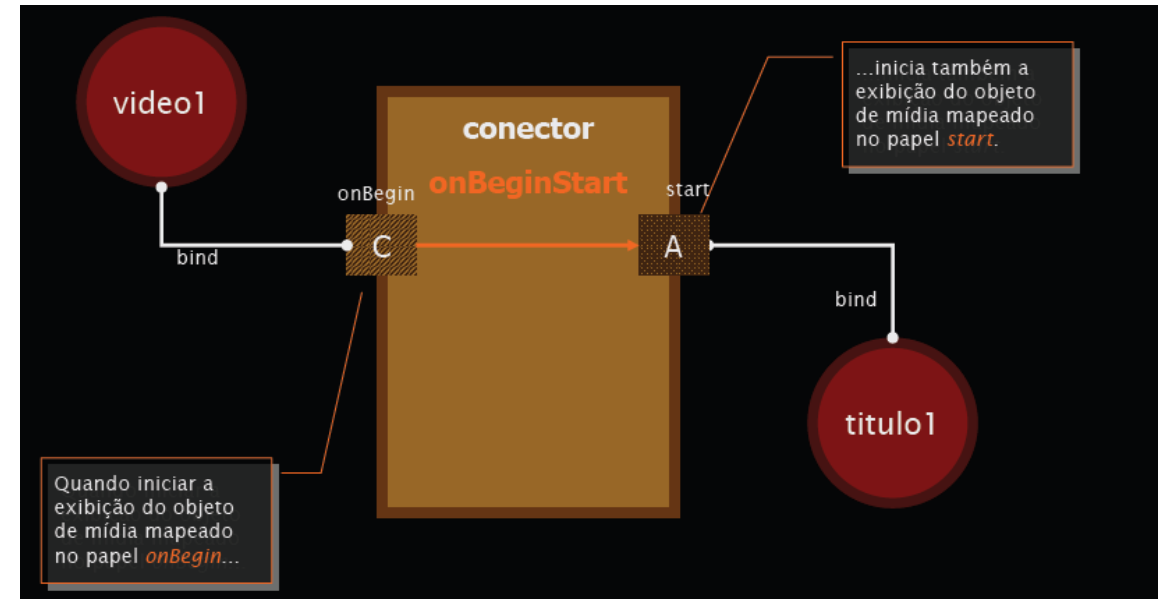 video1
...inicia também a
exibição do objeto
de mídia mapeado
no papel start.
conector
onBeginStart
onBegin
start
C
A
bind
bind
titulo1
Quando iniciar a
exibição do objeto
de mídia mapeado
no papel onBegin...